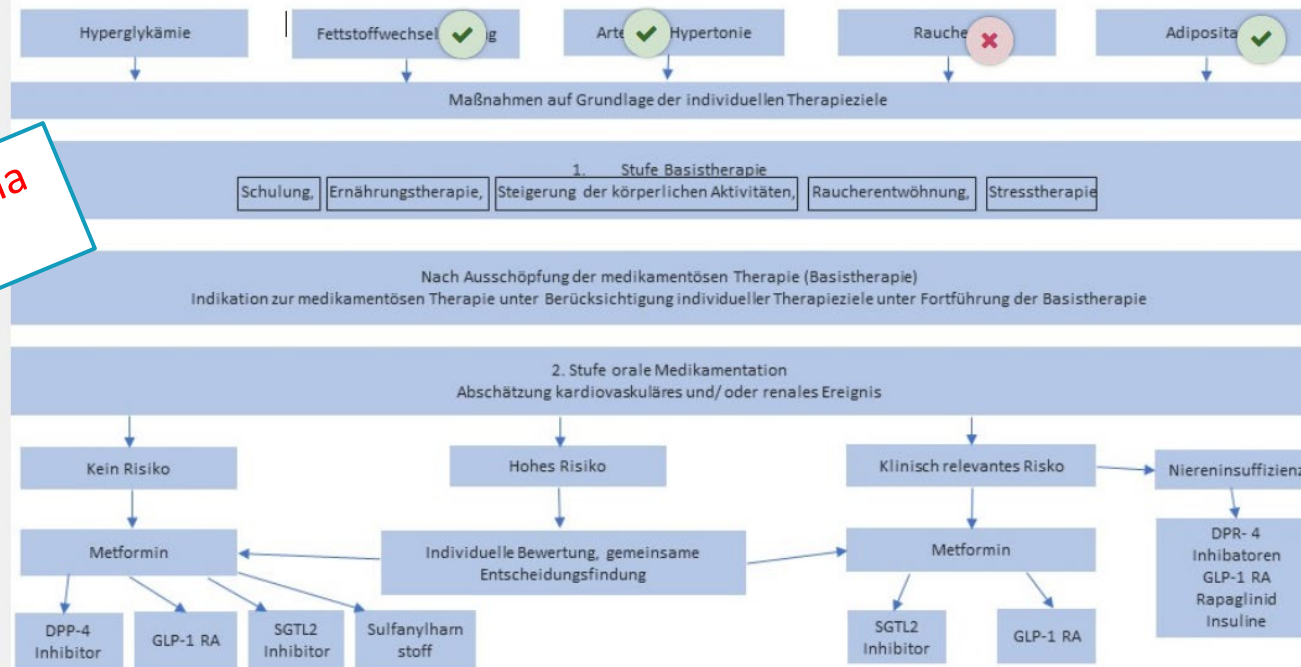 Hyperglykämie
Hypertonie
Maßnahmen auf Grundlage der individuellen Therapieziele
1. Stufe Basistherapie
Schulung, Ernährungstherapie, Steigerung der körperlichen Aktivitäten, Raucherentwöhnung, Stresstherapie
Nach Ausschöpfung der medikamentösen Therapie (Basistherapie)
Indikation zur medikamentösen Therapie unter Berücksichtigung individueller Therapieziele unter Fortführung der Basistherapie
2. Stufe orale Medikamentation
Abschätzung kardiovaskuläres und/ oder renales Ereignis
Kein Risiko
Hohes Risiko
Klinisch relevantes Risko
Niereninsuffizienz
Metformin
Individuelle Bewertung, gemeinsame
Entscheidungsfindung
Metformin
DPR- 4
Inhibatoren
GLP-1 RA
Rapaglinid
Insuline
DPP-4
Inhibitor
GLP-1 RA
SGTL2
Inhibitor
Sulfanylharn
stoff
SGTL2
Inhibitor
GLP-1 RA